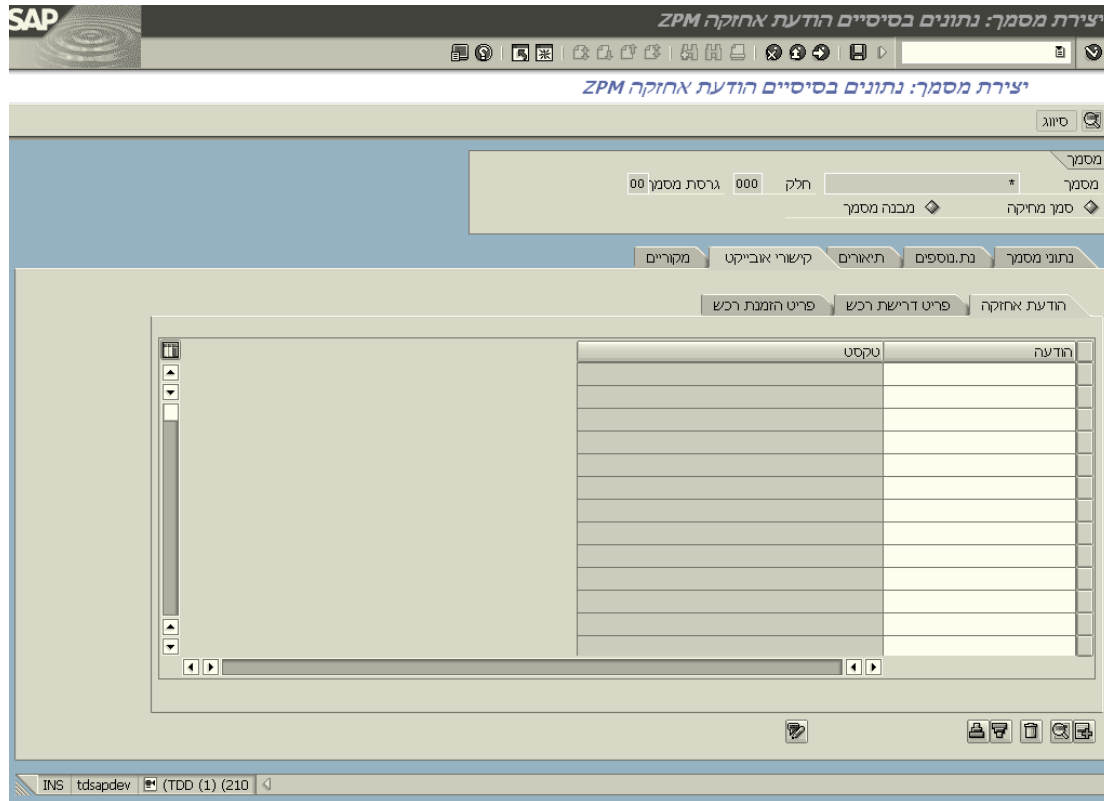 SAP
יצירת מסמך: נתונים בסיסיים הודעת אחזקה ZPM
יצירת מסמך: נתונים בסיסיים הודעת אחזקה ZPM
סיווג
מסמך
מסמך * חלק 000 גרסת מסמך 00
סמן מחיקה מבנה מסמך
נתוני מסמך נת.נוספים תיאורים קישורי אובייקט מקוריים
הודעת אחזקה פריט דרישת רכש פריט הזמנת רכש
הודעה טקסט
INS tdsapdev (TDD (1) (210